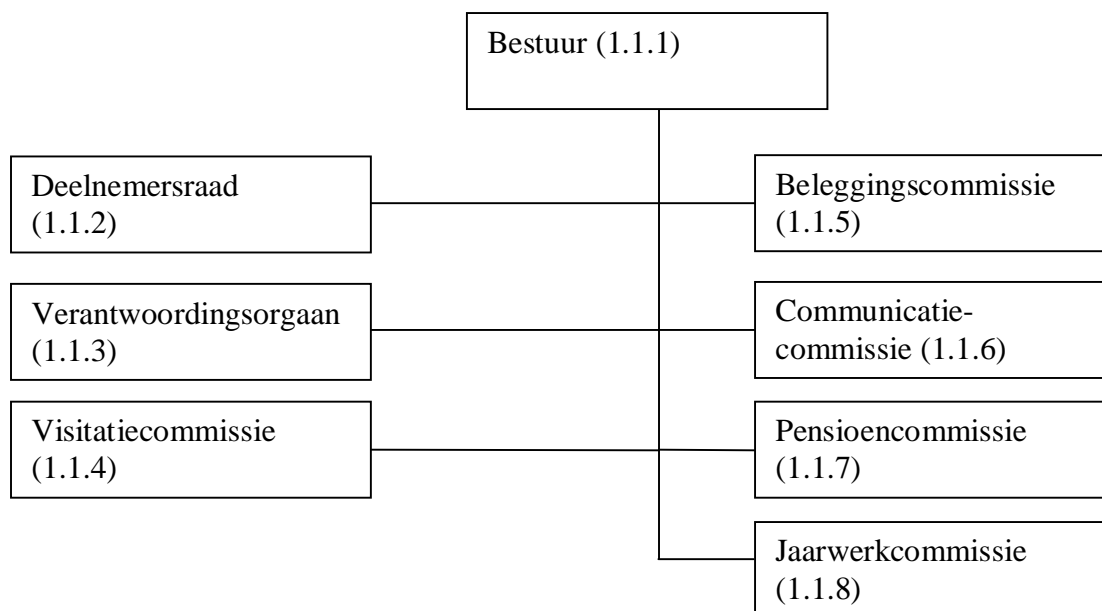 Bestuur (1.1.1)
Deelnemersraad
(1.1.2)
Beleggingscommissie
(1.1.5)
Verantwoordingsorgaan
(1.1.3)
Communicatie-
commissie (1.1.6)
Visitatiecommissie
(1.1.4)
Pensioencommissie
(1.1.7)
Jaarwerkcommissie
(1.1.8)